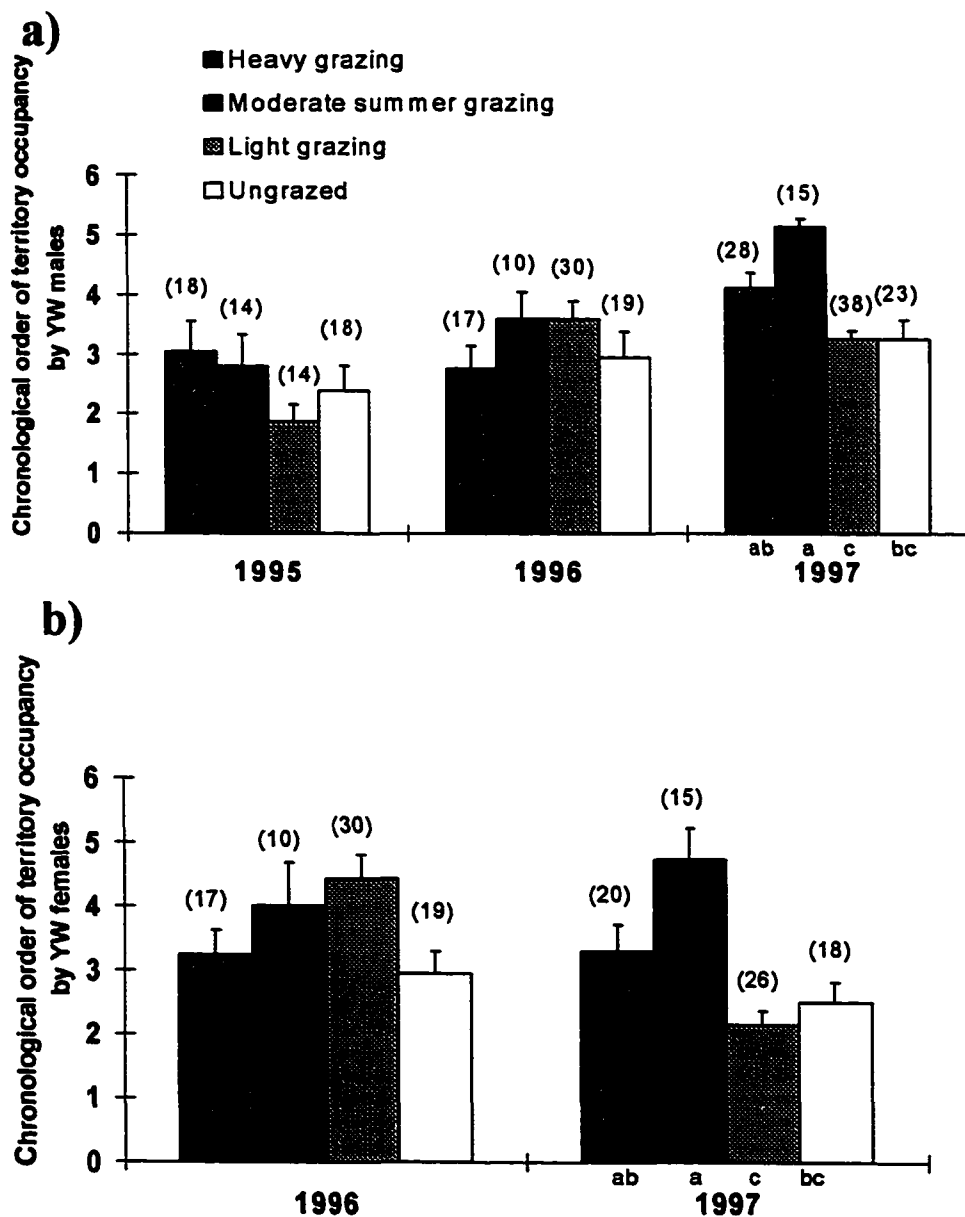 a)
Heavy grazing
Moderate summer grazing
Light grazing
Ungrazed
Chronological order of territory occupancy
by YW males
6
5
4
3
2
1
0
(18)
(14)
(14)
(18)
(17)
(10)
(30)
(19)
(28)
(15)
(38)
(23)
ab a c bc
1995 1996 1997
b)
Chronological order of territory occupancy
by YW females
6
5
4
3
2
1
0
(17)
(10)
(30)
(19)
(20)
(15)
(26)
(18)
ab a c bc
1996 1997